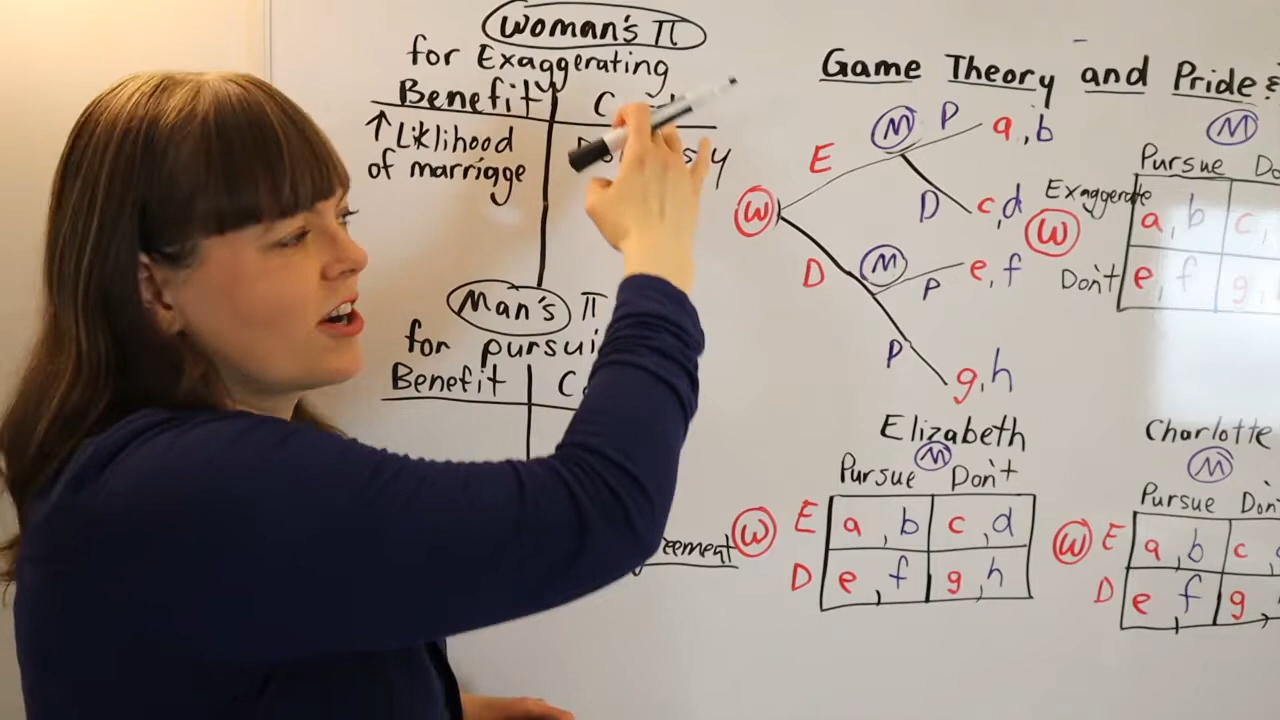 Woman's π
for Exaggerating
Benefit
↑ Liklihood
of marriage
Man's π
for
Benefit
Game Theory and Pride &
M P a, b
E
D c, d
W
M
D P e, f
P g, h
M
Pursue
Exaggerate a, b c,
W
Don't e, f g,
Elizabeth
M
Pursue Don't
W E a, b c, d
D e, f g, h
Charlotte
M
Pursue
W E a, b c,
D e, f g,